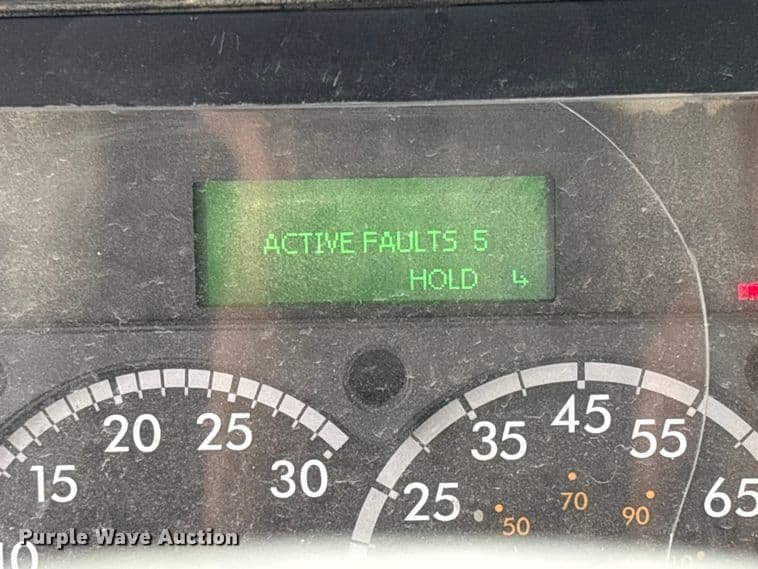 ACTIVE FAULTS 5
HOLD ↳
15 20 25 30
25 35 45 55 65
50 70 90
10
Purple Wave Auction